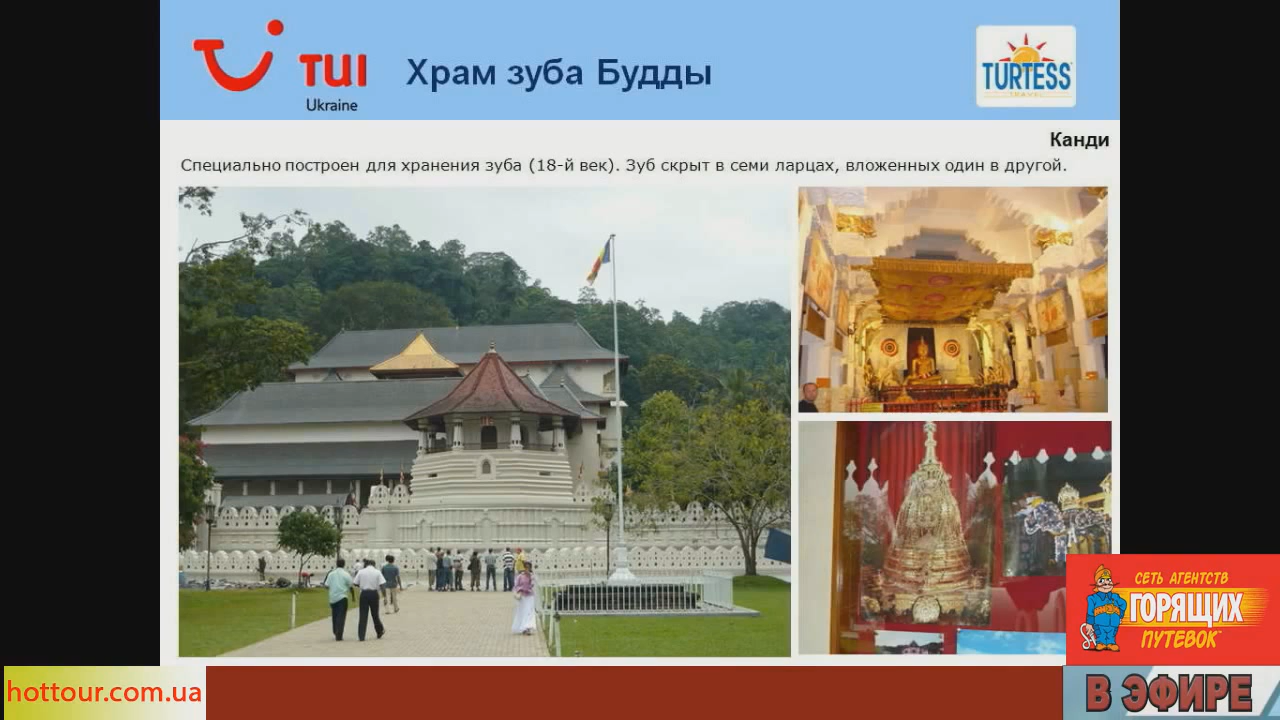 TUI
Ukraine
Храм зуба Будды
TURTESS
TRAVEL
Канди
Специально построен для хранения зуба (18-й век). Зуб скрыт в семи ларцах, вложенных один в другой.
СЕТЬ АГЕНТСТВ
ГОРЯЩИХ
ПУТЕВОК
hottour.com.ua
В ЭФИРЕ